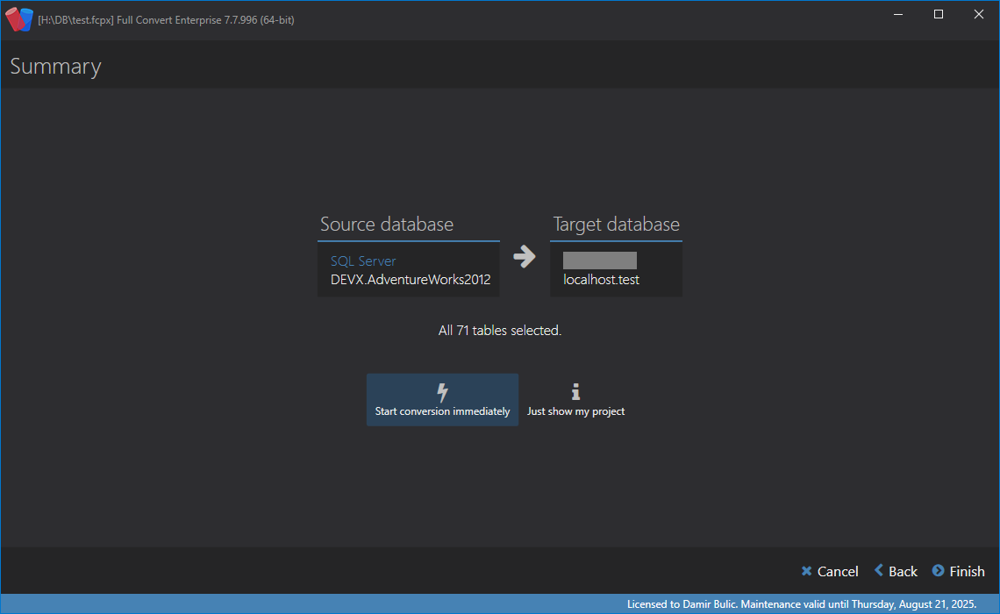 [H:\DB\test.fcpx] Full Convert Enterprise 7.7.996 (64-bit)
Summary
Source database
Target database
SQL Server
DEVX.AdventureWorks2012
localhost.test
All 71 tables selected.
Start conversion immediately
Just show my project
Cancel
Back
Finish
Licensed to Damir Bulic. Maintenance valid until Thursday, August 21, 2025.